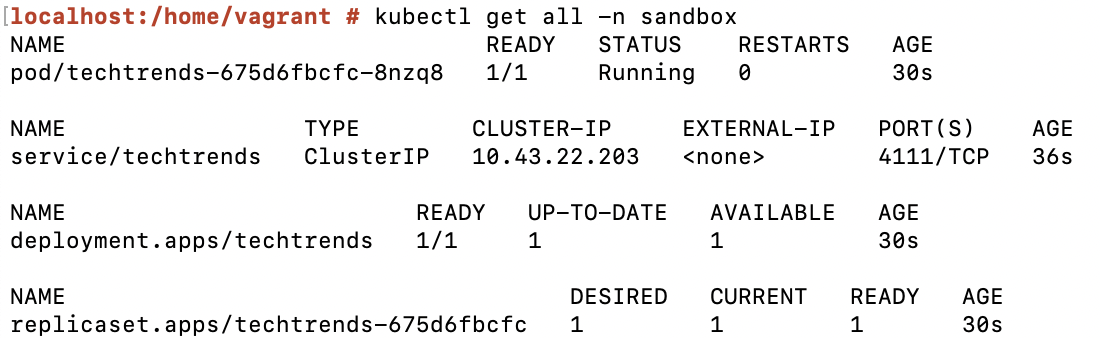 [localhost:/home/vagrant # kubectl get all -n sandbox
NAME                              READY   STATUS    RESTARTS   AGE
pod/techtrends-675d6fbcfc-8nzq8   1/1     Running   0          30s
NAME                 TYPE        CLUSTER-IP     EXTERNAL-IP   PORT(S)    AGE
service/techtrends   ClusterIP   10.43.22.203   <none>        4111/TCP   36s
NAME                         READY   UP-TO-DATE   AVAILABLE   AGE
deployment.apps/techtrends   1/1     1            1           30s
NAME                                    DESIRED   CURRENT   READY   AGE
replicaset.apps/techtrends-675d6fbcfc   1         1         1       30s